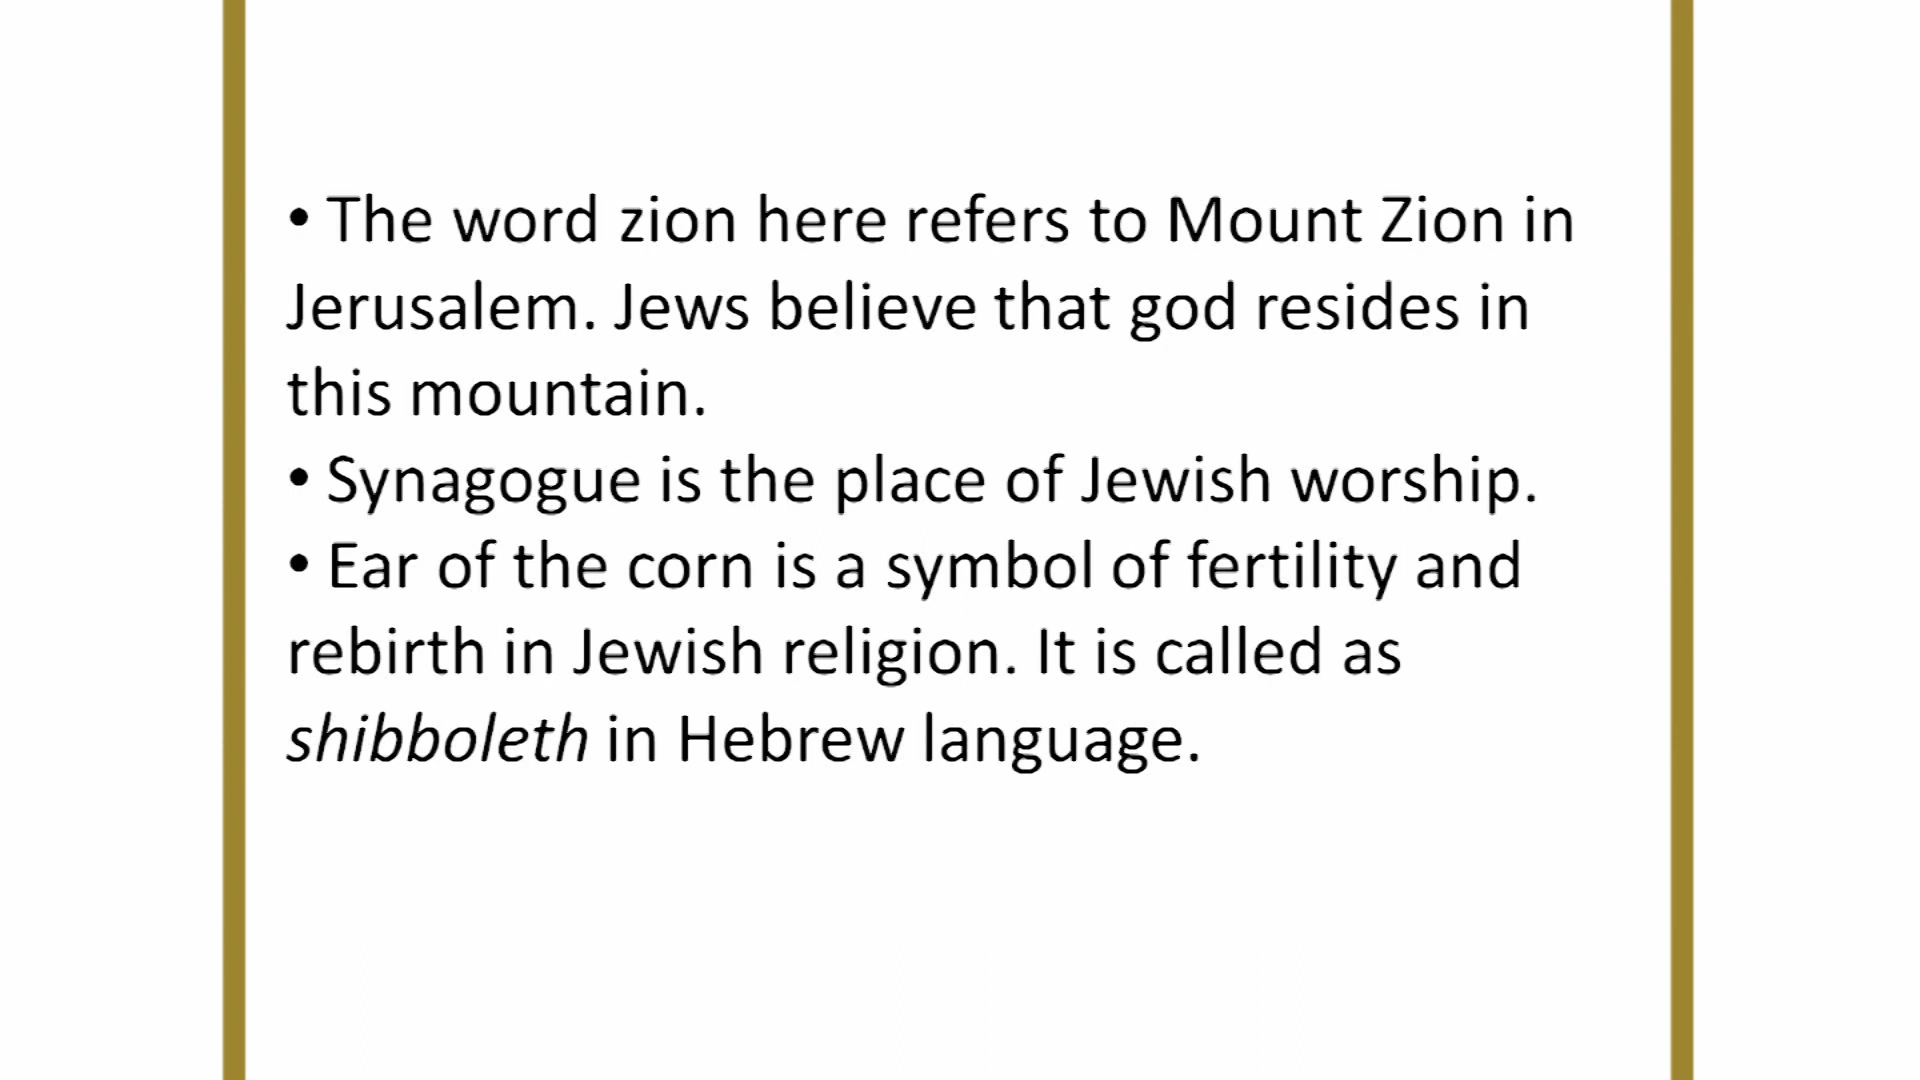 • The word zion here refers to Mount Zion in
Jerusalem. Jews believe that god resides in
this mountain.
• Synagogue is the place of Jewish worship.
• Ear of the corn is a symbol of fertility and
rebirth in Jewish religion. It is called as
shibboleth in Hebrew language.